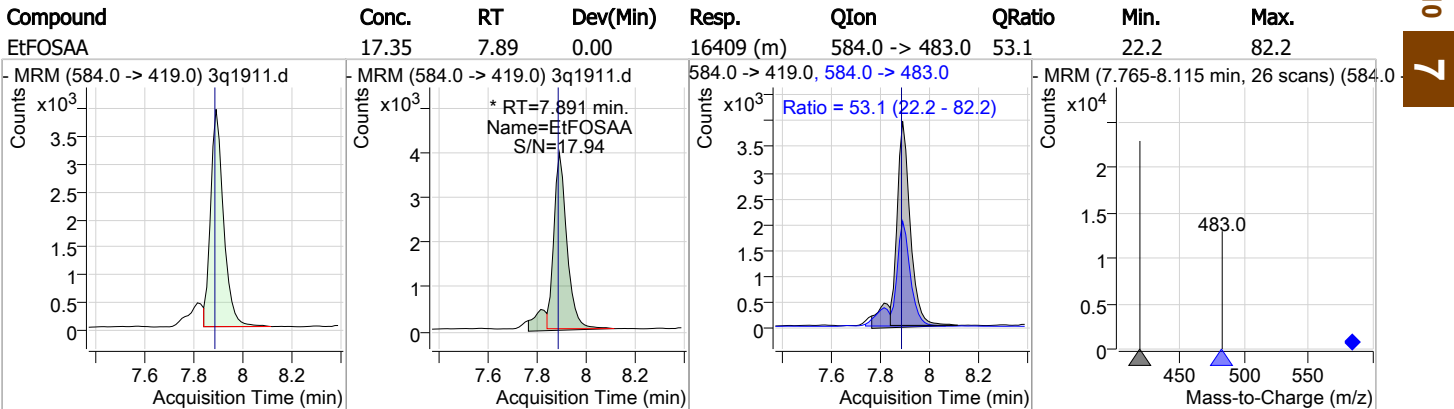 Compound Conc. RT Dev(Min) Resp. QIon QRatio Min. Max.
EtFOSAA 17.35 7.89 0.00 16409 (m) 584.0 -> 483.0 53.1 22.2 82.2
- MRM (584.0 -> 419.0) 3q1911.d
Counts
x10³
3.5
3
2.5
2
1.5
1
0.5
0
7.6 7.8 8 8.2
Acquisition Time (min)
- MRM (584.0 -> 419.0) 3q1911.d
Counts
x10³
* RT=7.891 min.
Name=EtFOSAA
S/N=17.94
4
3
2
1
0
7.6 7.8 8 8.2
Acquisition Time (min)
584.0 -> 419.0, 584.0 -> 483.0
Counts
x10³
Ratio = 53.1 (22.2 - 82.2)
3.5
3
2.5
2
1.5
1
0.5
0
7.6 7.8 8 8.2
Acquisition Time (min)
- MRM (7.765-8.115 min, 26 scans) (584.0 -
Counts
x10⁴
2
1.5
1
0.5
0
483.0
450 500 550
Mass-to-Charge (m/z)
7